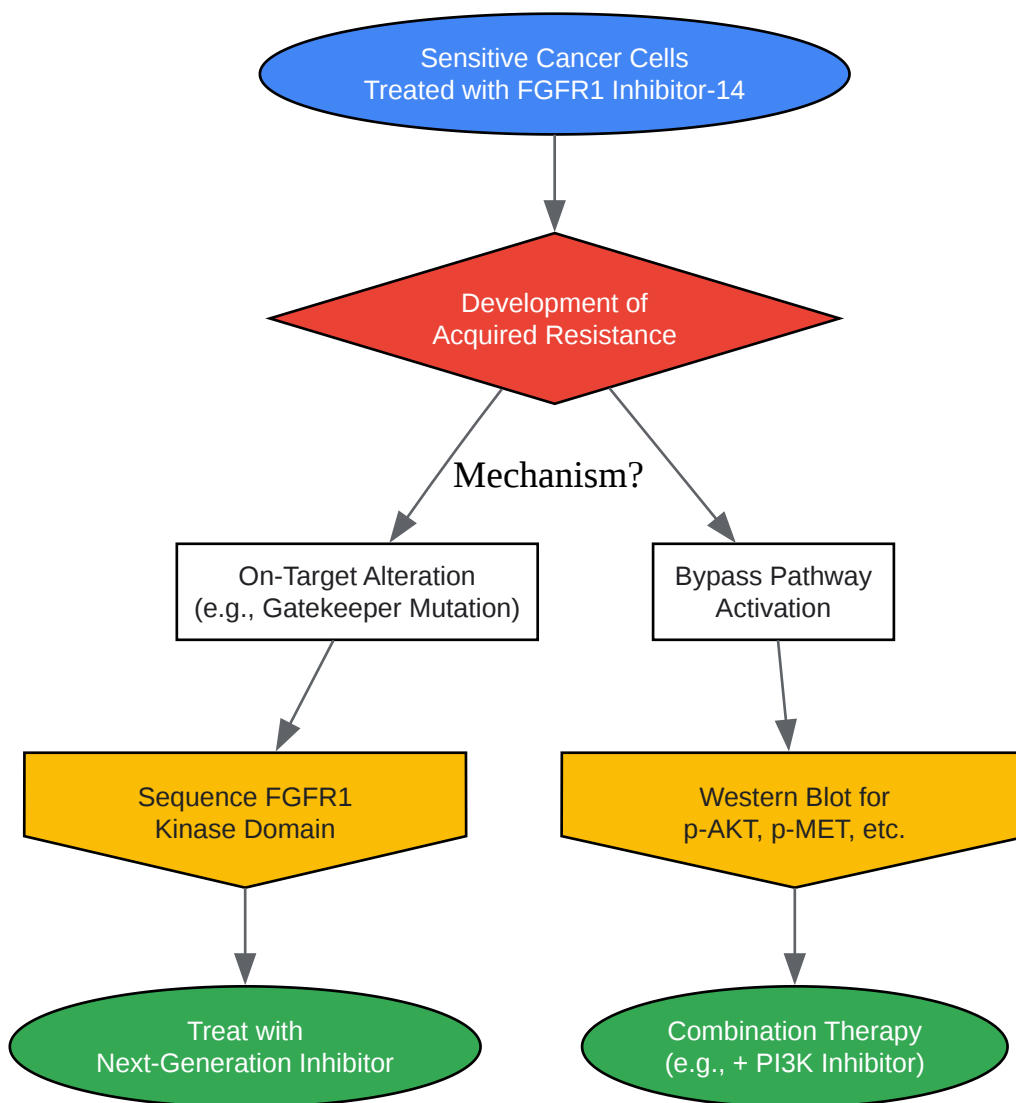 Sensitive Cancer Cells
Treated with FGFR1 Inhibitor-14
Development of
Acquired Resistance
Mechanism?
On-Target Alteration
(e.g., Gatekeeper Mutation)
Bypass Pathway
Activation
Sequence FGFR1
Kinase Domain
Western Blot for
p-AKT, p-MET, etc.
Treat with
Next-Generation Inhibitor
Combination Therapy
(e.g., + PI3K Inhibitor)